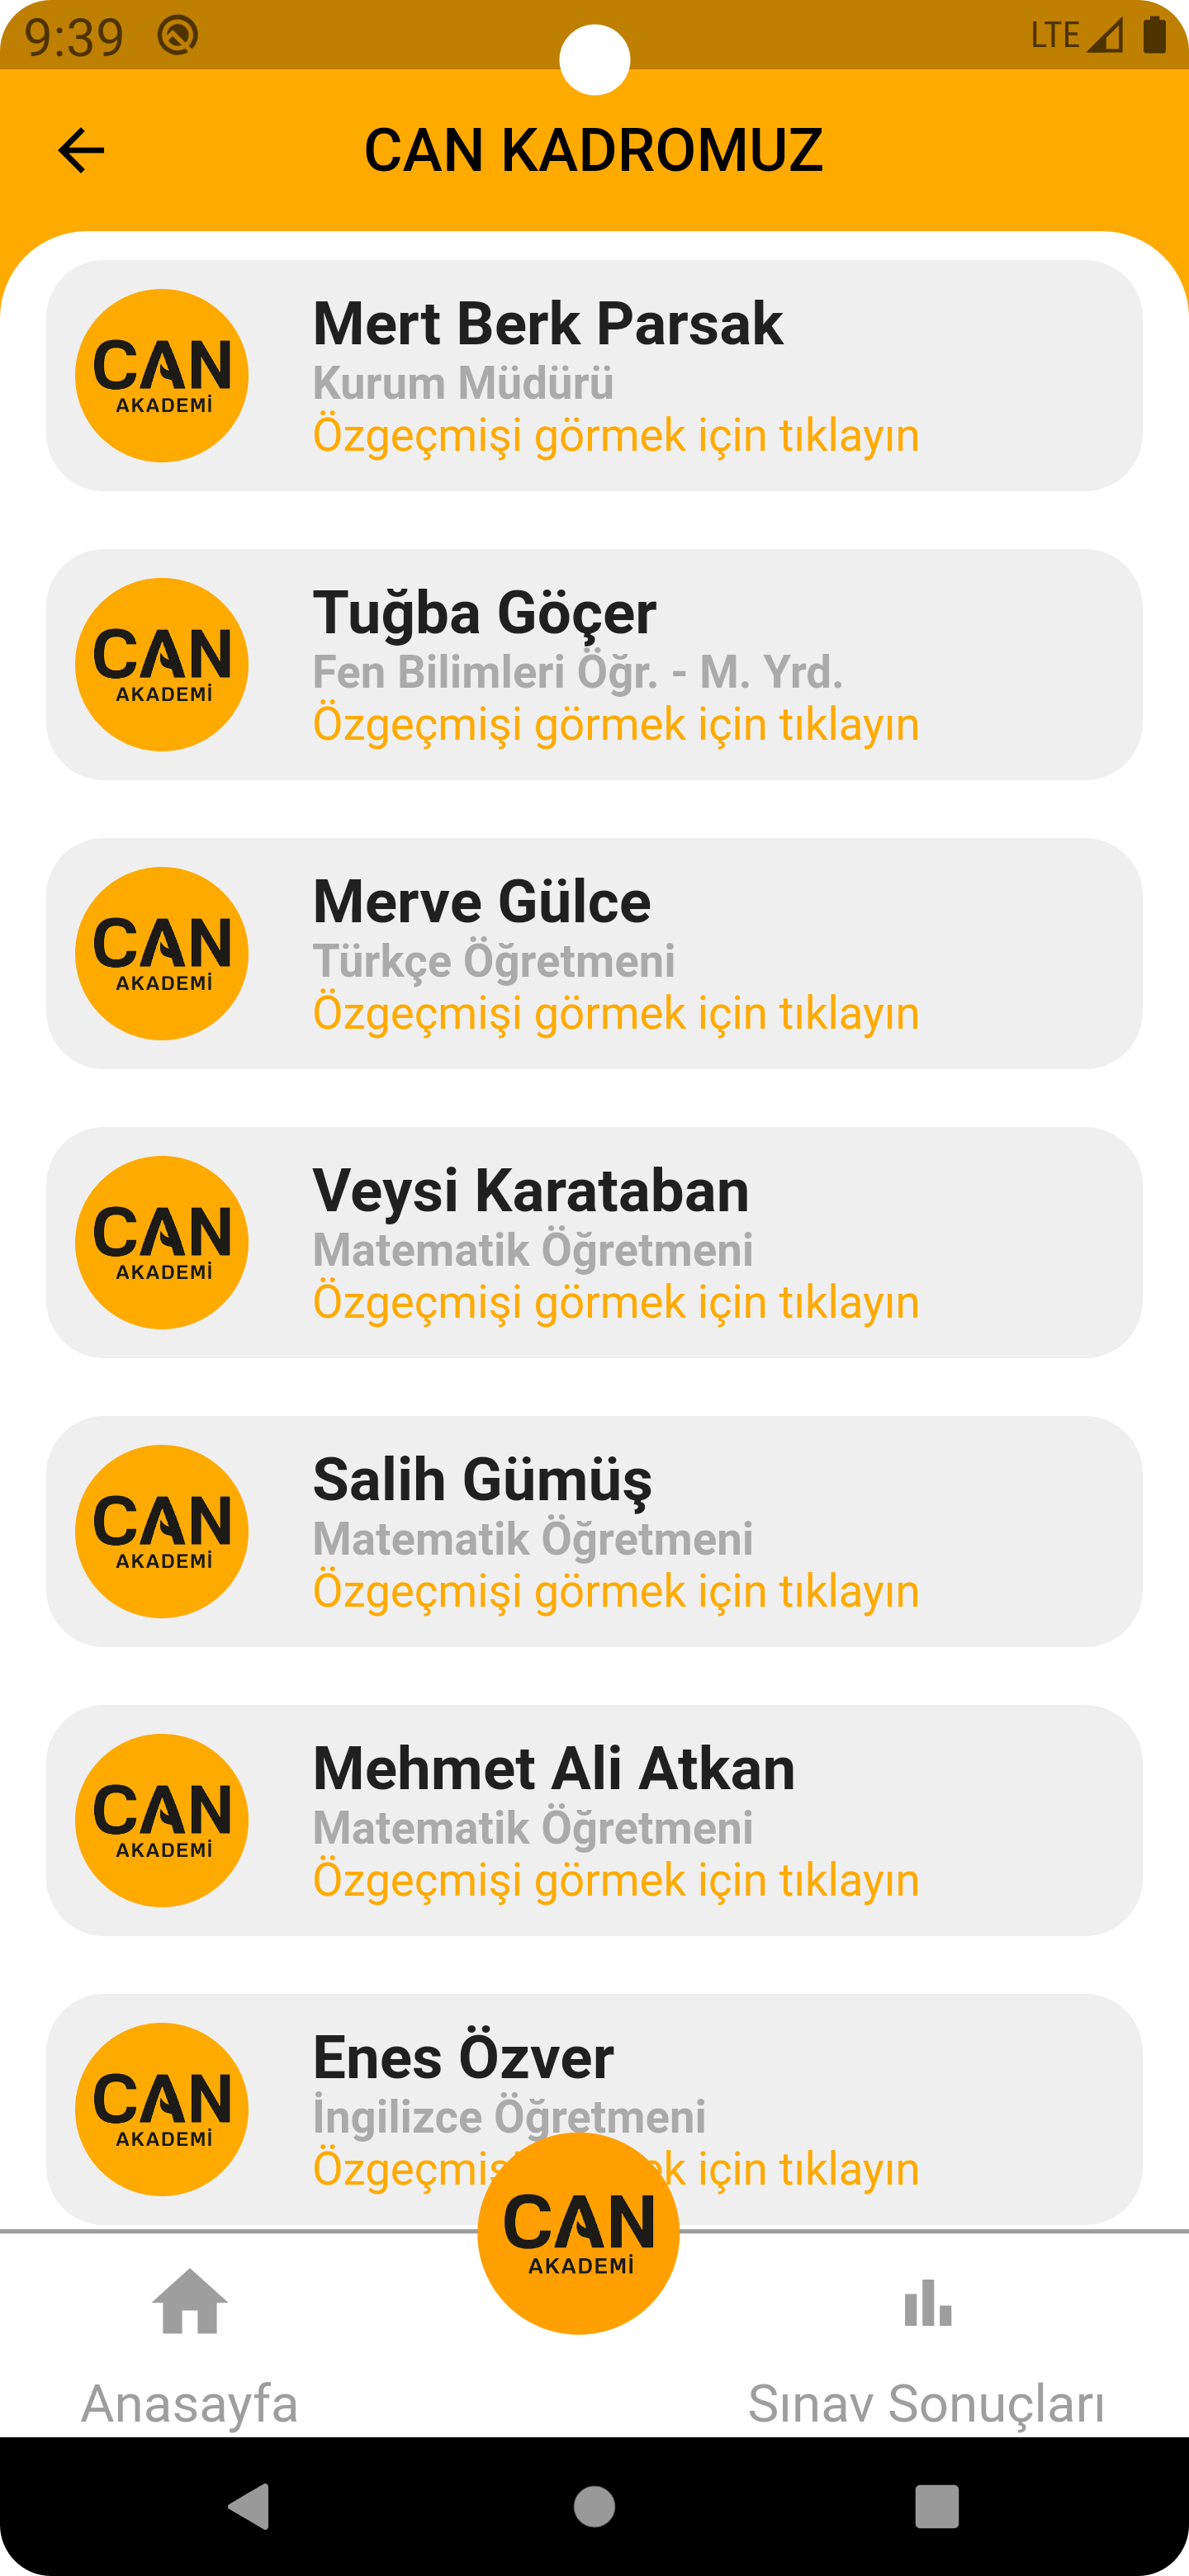 9:39
LTE
CAN KADROMUZ
CAN
AKADEMİ
Mert Berk Parsak
Kurum Müdürü
Özgeçmişi görmek için tıklayın
CAN
AKADEMİ
Tuğba Göçer
Fen Bilimleri Öğr. - M. Yrd.
Özgeçmişi görmek için tıklayın
CAN
AKADEMİ
Merve Gülce
Türkçe Öğretmeni
Özgeçmişi görmek için tıklayın
CAN
AKADEMİ
Veysi Karataban
Matematik Öğretmeni
Özgeçmişi görmek için tıklayın
CAN
AKADEMİ
Salih Gümüş
Matematik Öğretmeni
Özgeçmişi görmek için tıklayın
CAN
AKADEMİ
Mehmet Ali Atkan
Matematik Öğretmeni
Özgeçmişi görmek için tıklayın
CAN
AKADEMİ
Enes Özver
İngilizce Öğretmeni
için tıklayın
CAN
AKADEMİ
Anasayfa
Sınav Sonuçları